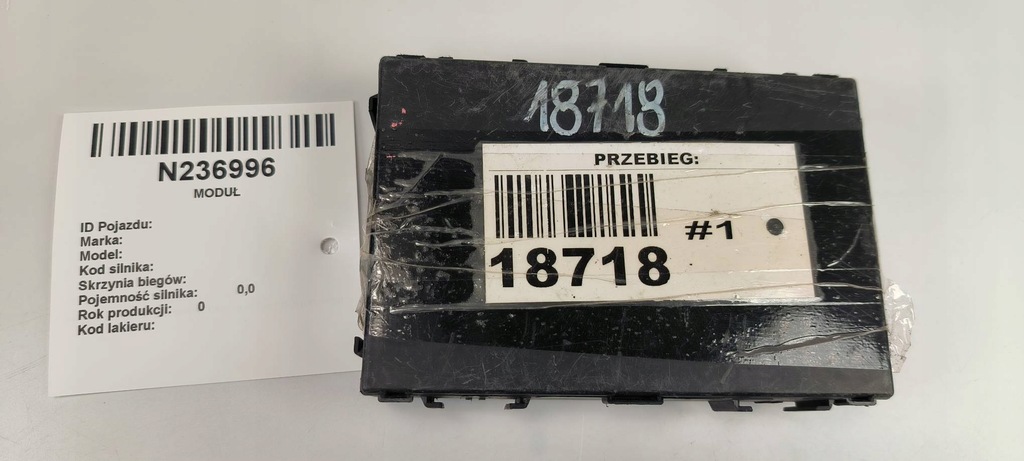 N236996
MODUŁ
ID Pojazdu:
Marka:
Model:
Kod silnika:
Skrzynia biegów:
Pojemność silnika: 0,0
Rok produkcji: 0
Kod lakieru:
18718
PRZEBIEG:
#1
18718